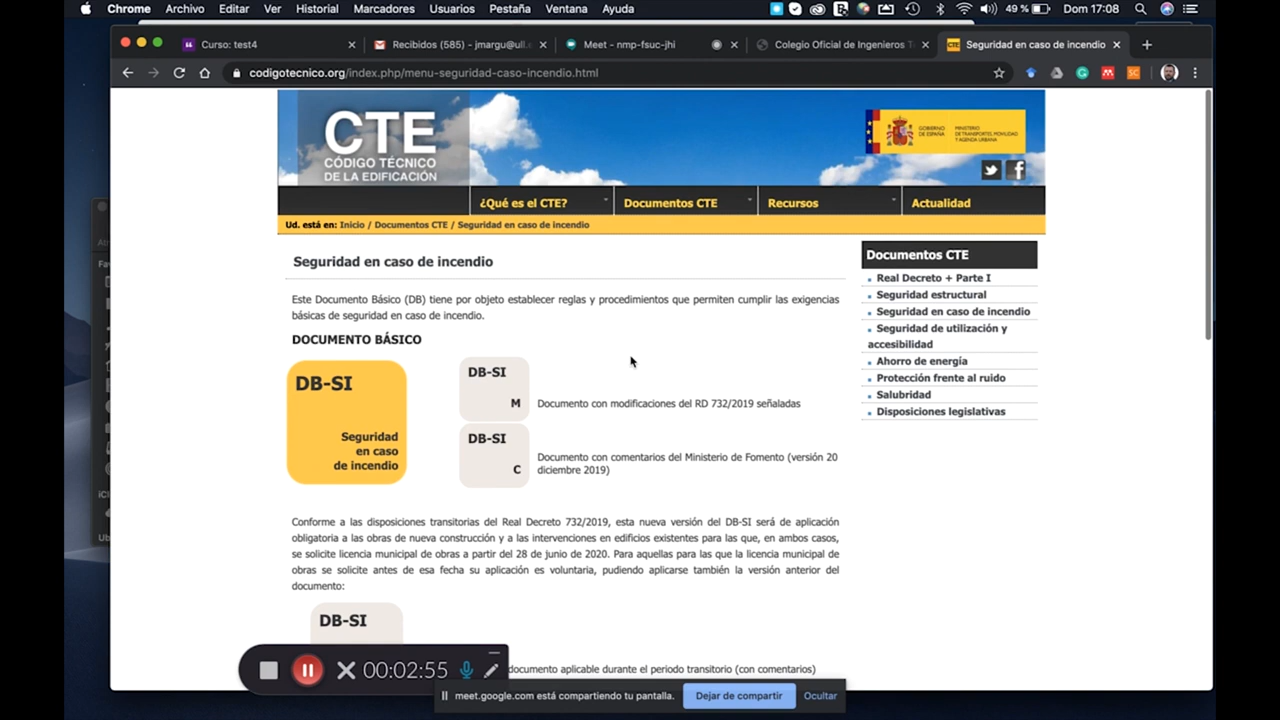 Chrome Archivo Editar Ver Historial Marcadores Usuarios Pestaña Ventana Ayuda 49 % Dom 17:08
Curso: test4
Recibidos (585) - jmargu@ull.
Meet - nmp-fsuc-jhi
Colegio Oficial de Ingenieros T
Seguridad en caso de incendio
codigotecnico.org/index.php/menu-seguridad-caso-incendio.html
CTE
CÓDIGO TÉCNICO
DE LA EDIFICACIÓN
GOBIERNO
DE ESPAÑA
MINISTERIO
DE TRANSPORTES, MOVILIDAD
Y AGENDA URBANA
¿Qué es el CTE? Documentos CTE Recursos Actualidad
Ud. está en: Inicio / Documentos CTE / Seguridad en caso de incendio
Seguridad en caso de incendio
Este Documento Básico (DB) tiene por objeto establecer reglas y procedimientos que permiten cumplir las exigencias
básicas de seguridad en caso de incendio.
DOCUMENTO BÁSICO
DB-SI
Seguridad
en caso
de incendio
DB-SI
M
Documento con modificaciones del RD 732/2019 señaladas
DB-SI
C
Documento con comentarios del Ministerio de Fomento (versión 20
diciembre 2019)
Conforme a las disposiciones transitorias del Real Decreto 732/2019, esta nueva versión del DB-SI será de aplicación
obligatoria a las obras de nueva construcción y a las intervenciones en edificios existentes para las que, en ambos casos,
se solicite licencia municipal de obras a partir del 28 de junio de 2020. Para aquellas para las que la licencia municipal de
obras se solicite antes de esa fecha su aplicación es voluntaria, pudiendo aplicarse también la versión anterior del
documento:
DB-SI
documento aplicable durante el periodo transitorio (con comentarios)
Documentos CTE
Real Decreto + Parte I
Seguridad estructural
Seguridad en caso de incendio
Seguridad de utilización y
accesibilidad
Ahorro de energía
Protección frente al ruido
Salubridad
Disposiciones legislativas
00:02:55
meet.google.com está compartiendo tu pantalla. Dejar de compartir Ocultar